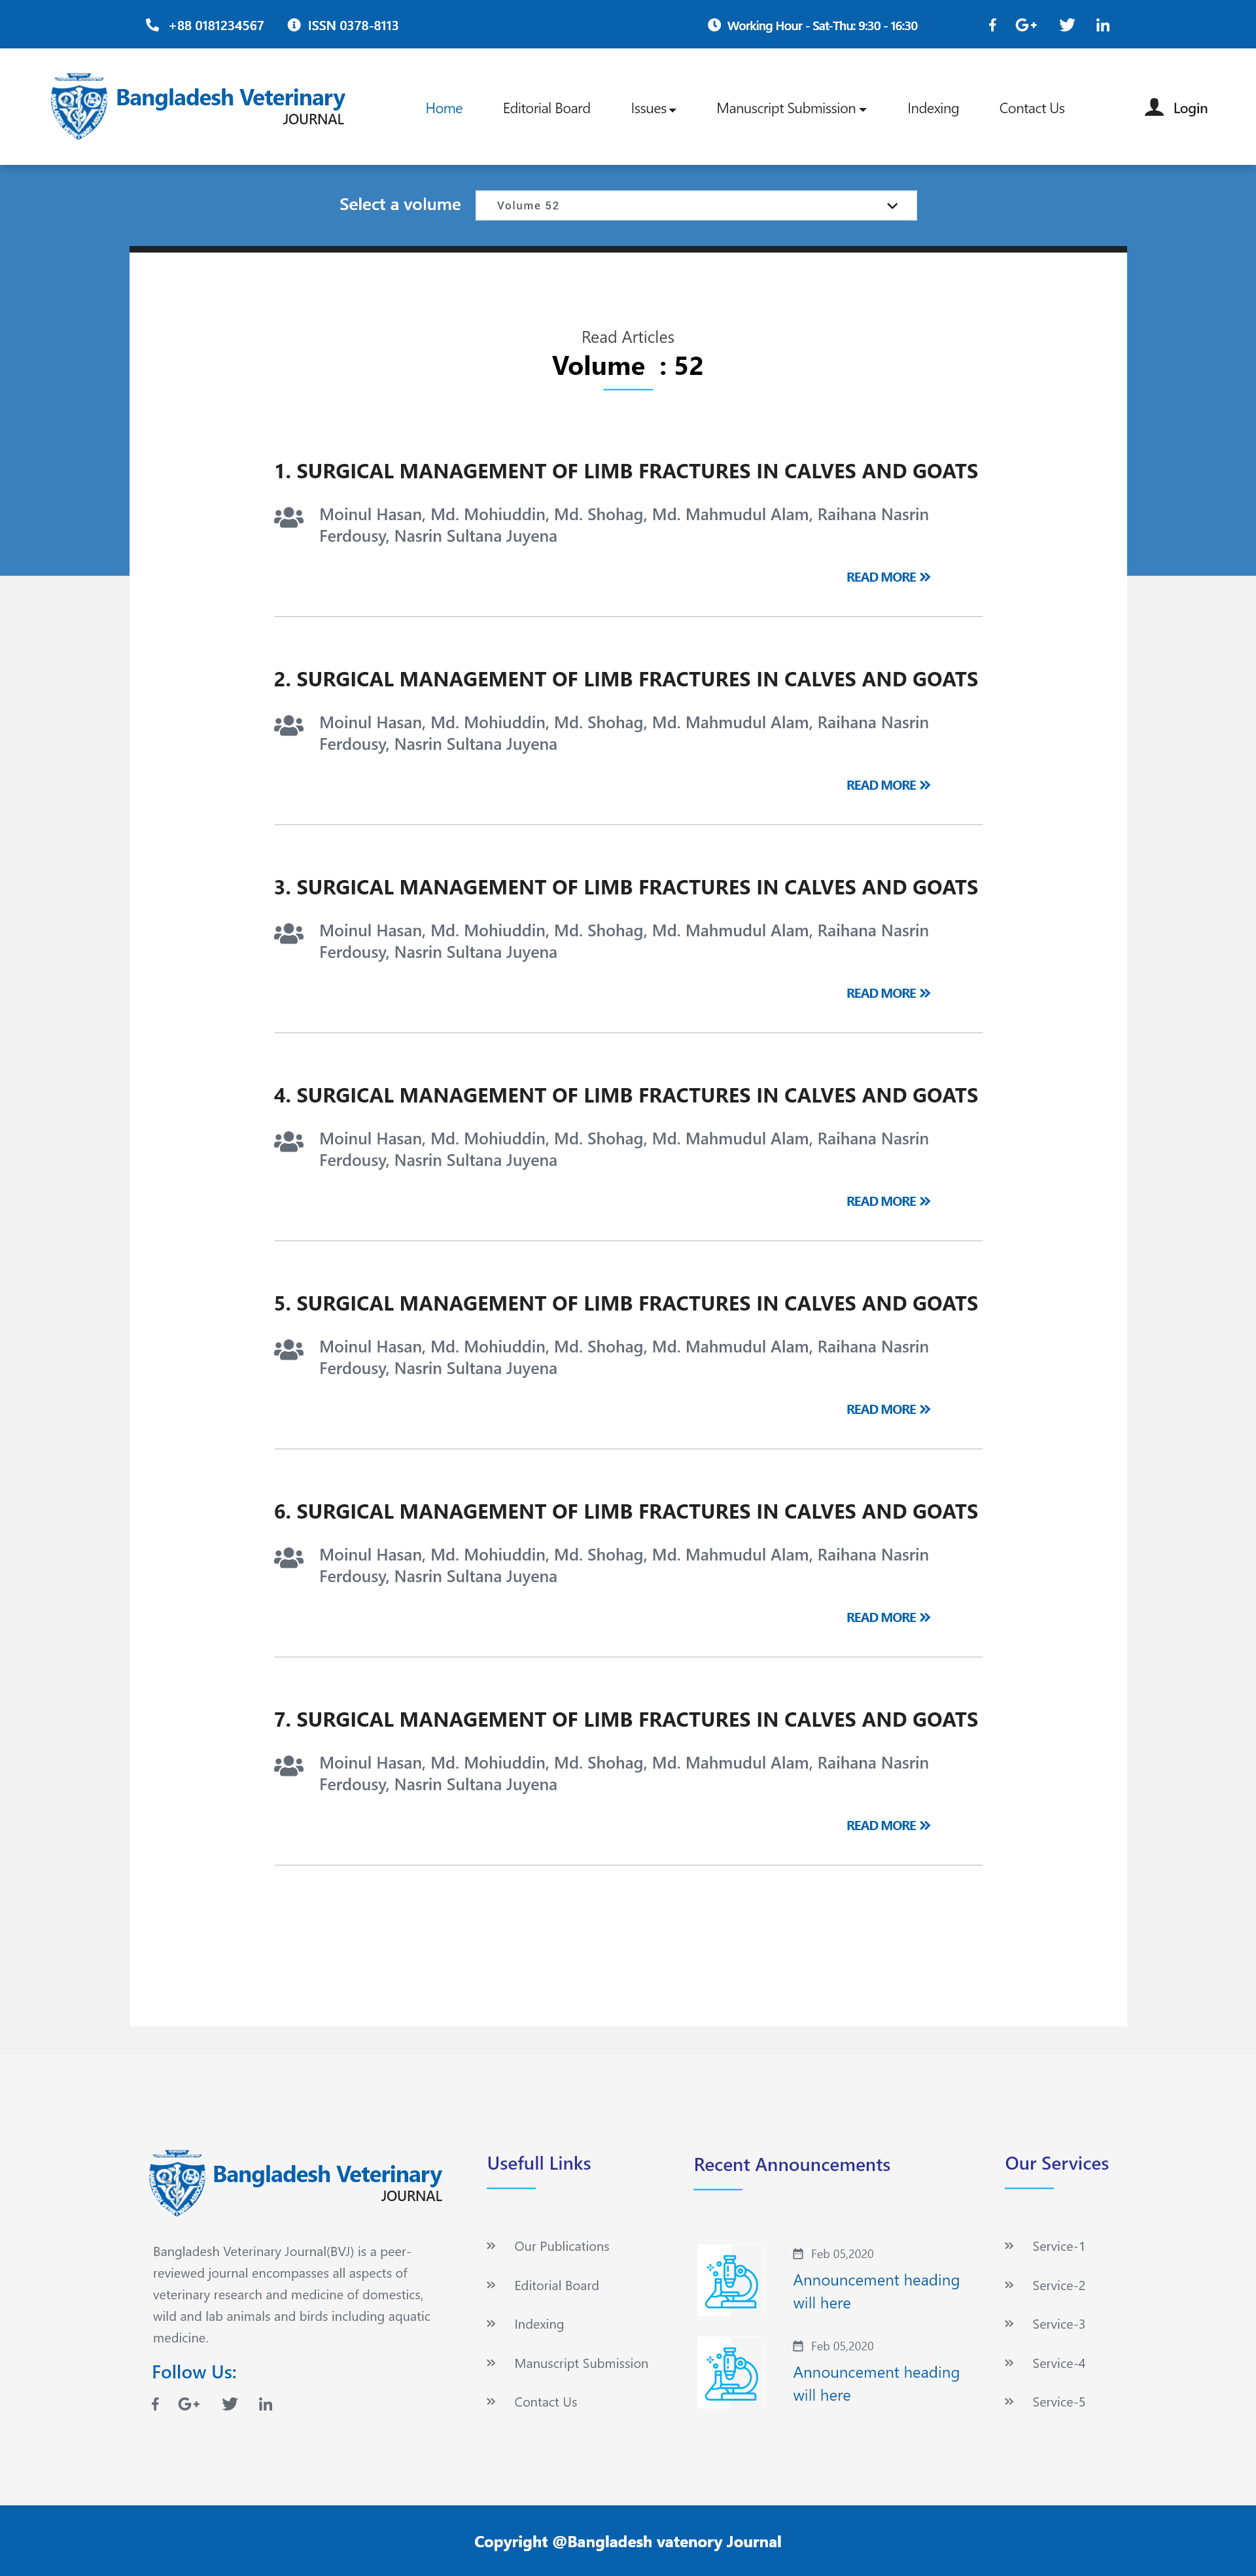 +88 0181234567 ISSN 0378-8113 Working Hour - Sat-Thu: 9:30 - 16:30
Bangladesh Veterinary
JOURNAL
Home Editorial Board Issues Manuscript Submission Indexing Contact Us Login
Select a volume Volume 52
Read Articles
Volume : 52
1. SURGICAL MANAGEMENT OF LIMB FRACTURES IN CALVES AND GOATS
Moinul Hasan, Md. Mohiuddin, Md. Shohag, Md. Mahmudul Alam, Raihana Nasrin
Ferdousy, Nasrin Sultana Juyena
READ MORE
2. SURGICAL MANAGEMENT OF LIMB FRACTURES IN CALVES AND GOATS
Moinul Hasan, Md. Mohiuddin, Md. Shohag, Md. Mahmudul Alam, Raihana Nasrin
Ferdousy, Nasrin Sultana Juyena
READ MORE
3. SURGICAL MANAGEMENT OF LIMB FRACTURES IN CALVES AND GOATS
Moinul Hasan, Md. Mohiuddin, Md. Shohag, Md. Mahmudul Alam, Raihana Nasrin
Ferdousy, Nasrin Sultana Juyena
READ MORE
4. SURGICAL MANAGEMENT OF LIMB FRACTURES IN CALVES AND GOATS
Moinul Hasan, Md. Mohiuddin, Md. Shohag, Md. Mahmudul Alam, Raihana Nasrin
Ferdousy, Nasrin Sultana Juyena
READ MORE
5. SURGICAL MANAGEMENT OF LIMB FRACTURES IN CALVES AND GOATS
Moinul Hasan, Md. Mohiuddin, Md. Shohag, Md. Mahmudul Alam, Raihana Nasrin
Ferdousy, Nasrin Sultana Juyena
READ MORE
6. SURGICAL MANAGEMENT OF LIMB FRACTURES IN CALVES AND GOATS
Moinul Hasan, Md. Mohiuddin, Md. Shohag, Md. Mahmudul Alam, Raihana Nasrin
Ferdousy, Nasrin Sultana Juyena
READ MORE
7. SURGICAL MANAGEMENT OF LIMB FRACTURES IN CALVES AND GOATS
Moinul Hasan, Md. Mohiuddin, Md. Shohag, Md. Mahmudul Alam, Raihana Nasrin
Ferdousy, Nasrin Sultana Juyena
READ MORE
Bangladesh Veterinary
JOURNAL
Bangladesh Veterinary Journal(BVJ) is a peer-
reviewed journal encompasses all aspects of
veterinary research and medicine of domestics,
wild and lab animals and birds including aquatic
medicine.
Follow Us:
Usefull Links
Our Publications
Editorial Board
Indexing
Manuscript Submission
Contact Us
Recent Announcements
Feb 05,2020
Announcement heading
will here
Feb 05,2020
Announcement heading
will here
Our Services
Service-1
Service-2
Service-3
Service-4
Service-5
Copyright @Bangladesh vatenory Journal